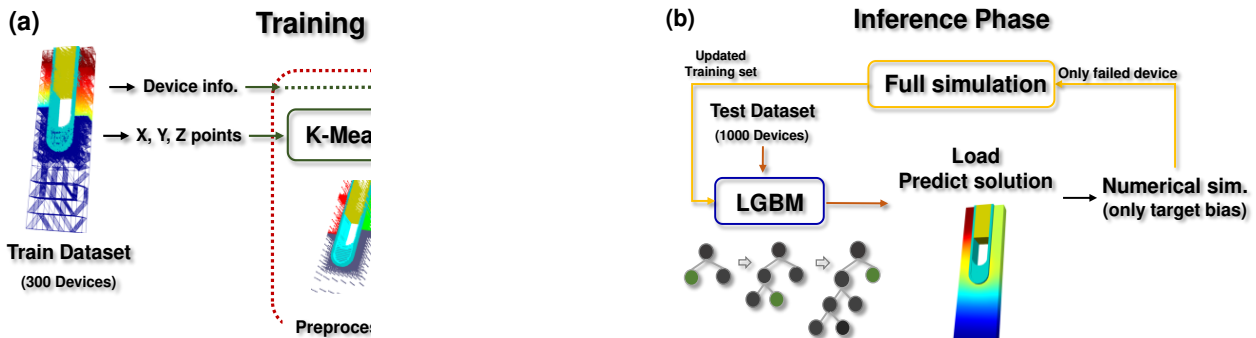 (a)
Training
Device info.
X, Y, Z points
K-Mea
Train Dataset
(300 Devices)
Preproces
(b)
Inference Phase
Updated
Training set
Full simulation
Only failed device
Test Dataset
(1000 Devices)
LGBM
Load
Predict solution
Numerical sim.
(only target bias)